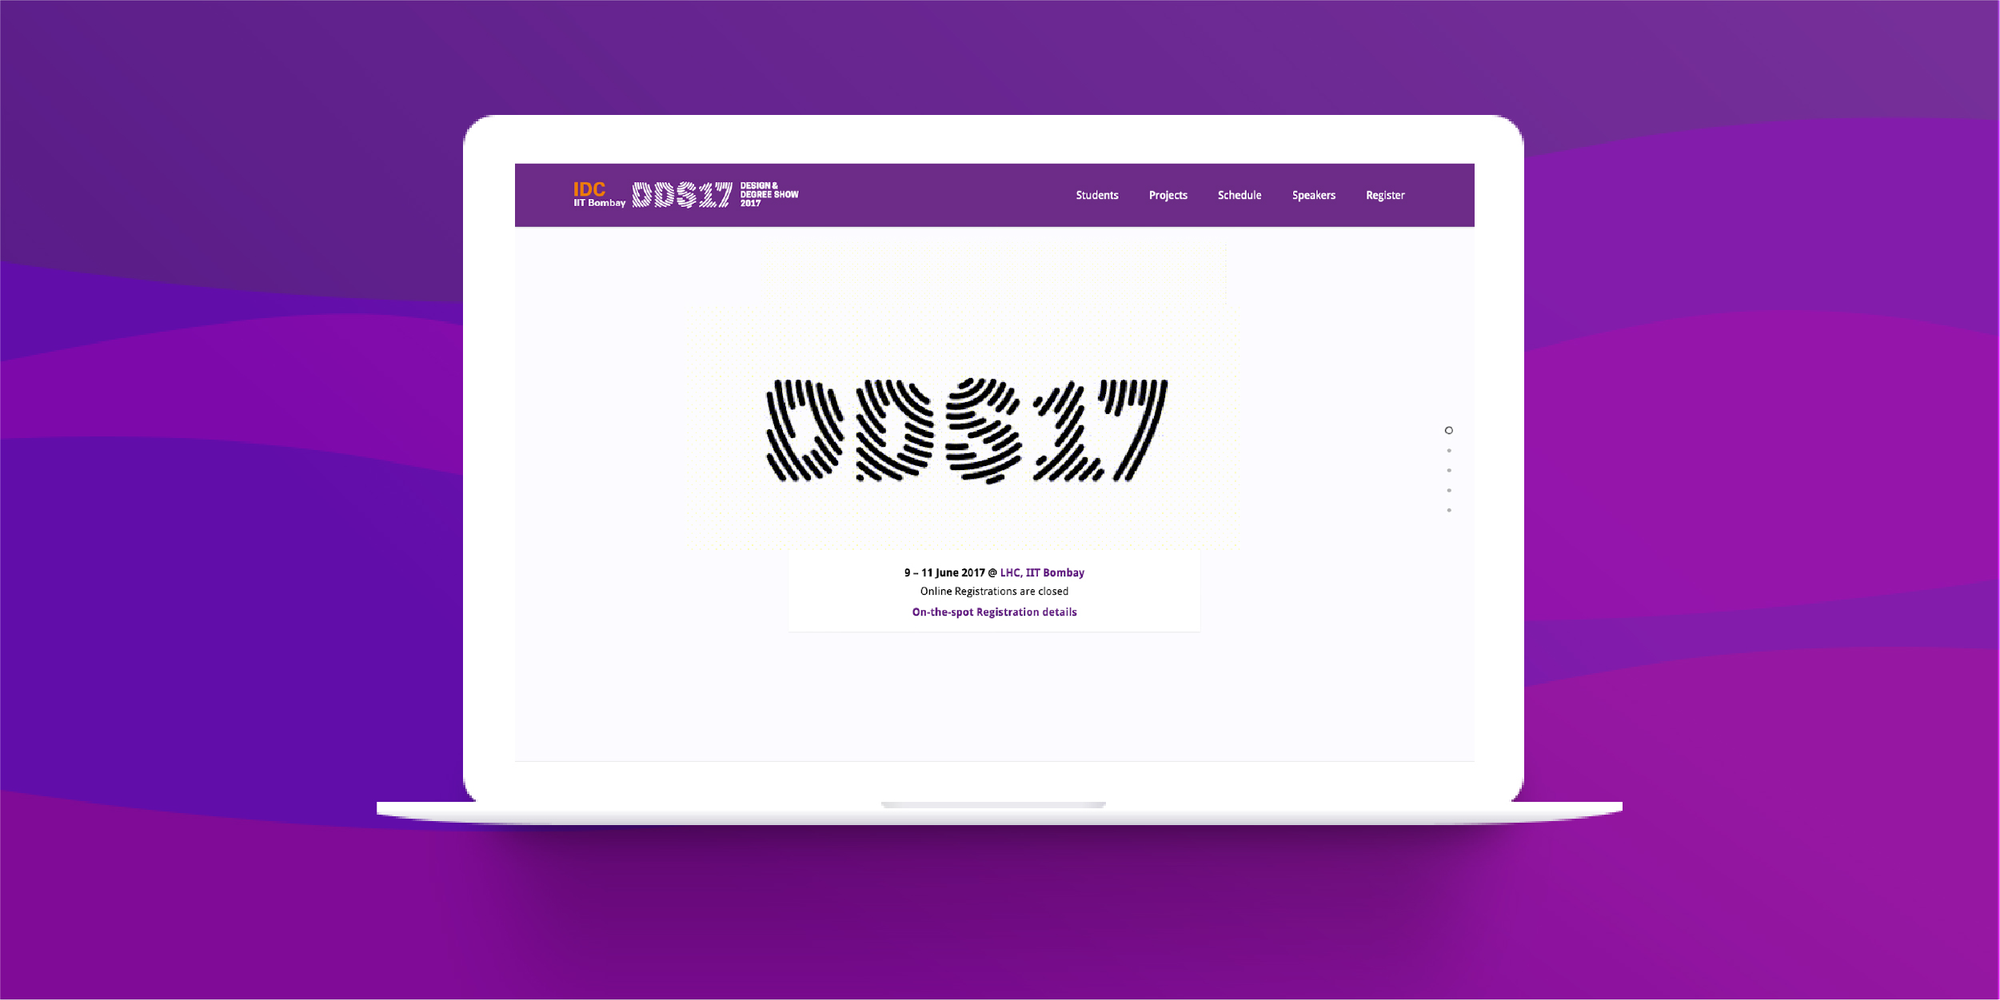 IDC
IIT Bombay
DDS17
DESIGN &
DEGREE SHOW
2017
Students
Projects
Schedule
Speakers
Register
DDS17
9 – 11 June 2017 @ LHC, IIT Bombay
Online Registrations are closed
On-the-spot Registration details